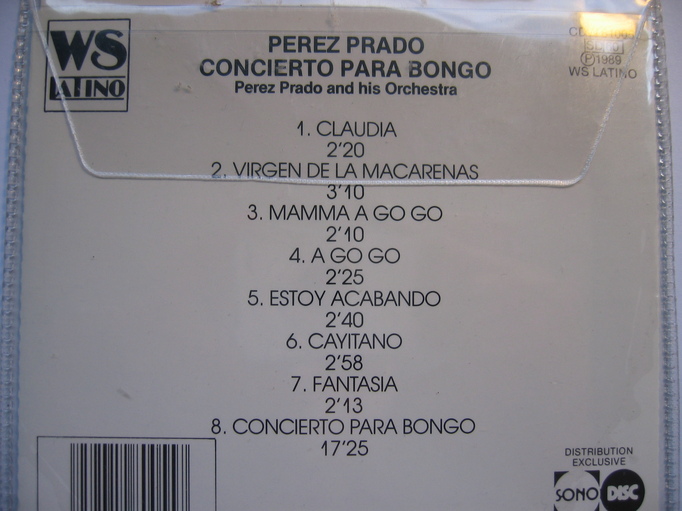 WS
LATINO
PEREZ PRADO
CONCIERTO PARA BONGO
Perez Prado and his Orchestra
℗1989
WS LATINO
1. CLAUDIA
2'20
2. VIRGEN DE LA MACARENAS
3'10
3. MAMMA A GO GO
2'10
4. A GO GO
2'25
5. ESTOY ACABANDO
2'40
6. CAYITANO
2'58
7. FANTASIA
2'13
8. CONCIERTO PARA BONGO
17'25
DISTRIBUTION
EXCLUSIVE
SONO DISC